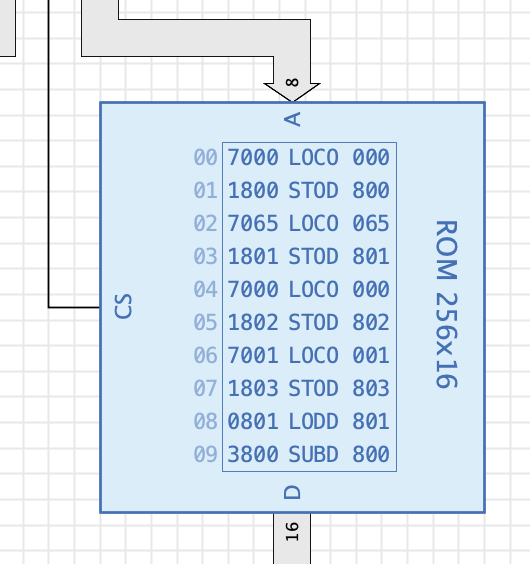 8
A
00 7000 LOCO 000
01 1800 STOD 800
02 7065 LOCO 065
03 1801 STOD 801
04 7000 LOCO 000
05 1802 STOD 802
06 7001 LOCO 001
07 1803 STOD 803
08 0801 LODD 801
09 3800 SUBD 800
CS
ROM 256x16
D
16